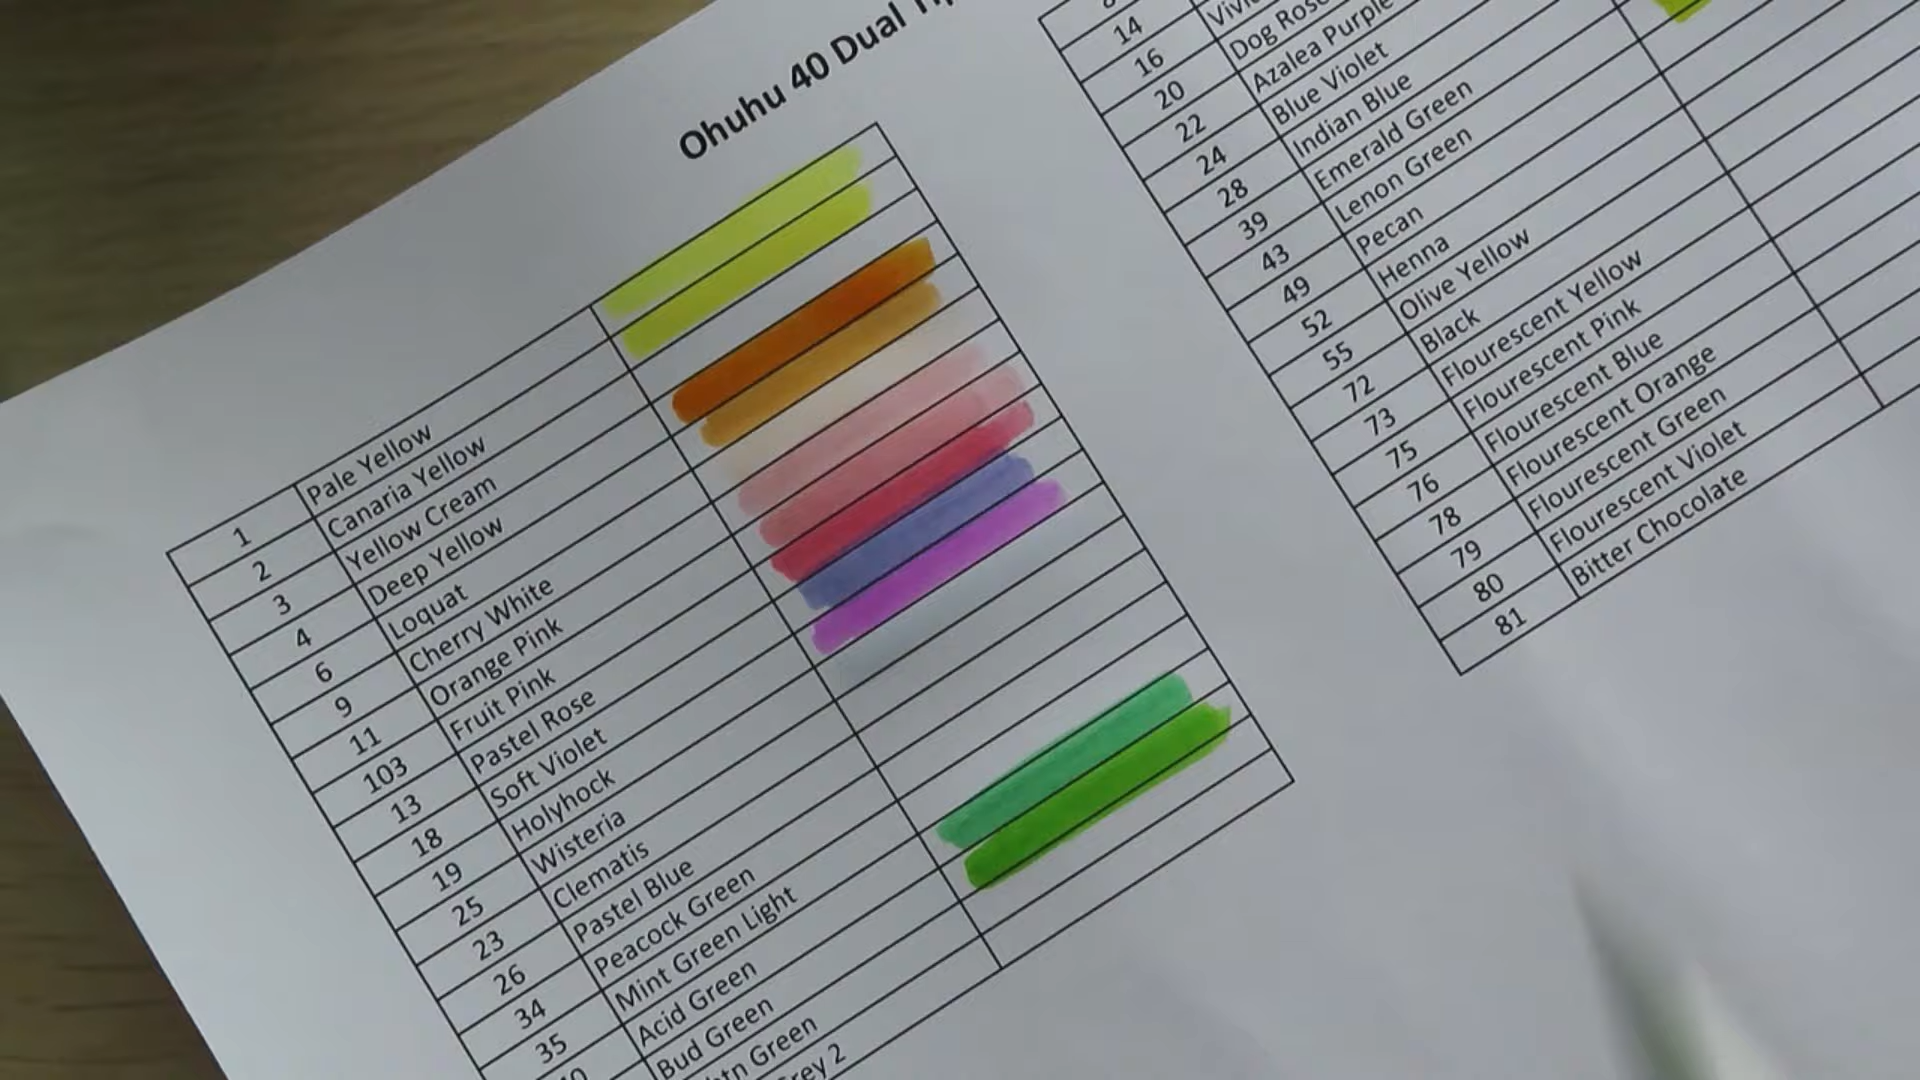 Ohuhu 40 Dual
1 Pale Yellow
2 Canaria Yellow
3 Yellow Cream
4 Deep Yellow
6 Loquat
9 Cherry White
11 Orange Pink
103 Fruit Pink
13 Pastel Rose
18 Soft Violet
19 Holyhock
25 Wisteria
23 Clematis
26 Pastel Blue
34 Peacock Green
35 Mint Green Light
Acid Green
Bud Green
Green
2
14
16 Dog Rose
20 Azalea Purple
22 Blue Violet
24 Indian Blue
28 Emerald Green
39 Lenon Green
43 Pecan
49 Henna
52 Olive Yellow
55 Black
72 Flourescent Yellow
73 Flourescent Pink
75 Flourescent Blue
76 Flourescent Orange
78 Flourescent Green
79 Flourescent Violet
80 Bitter Chocolate
81